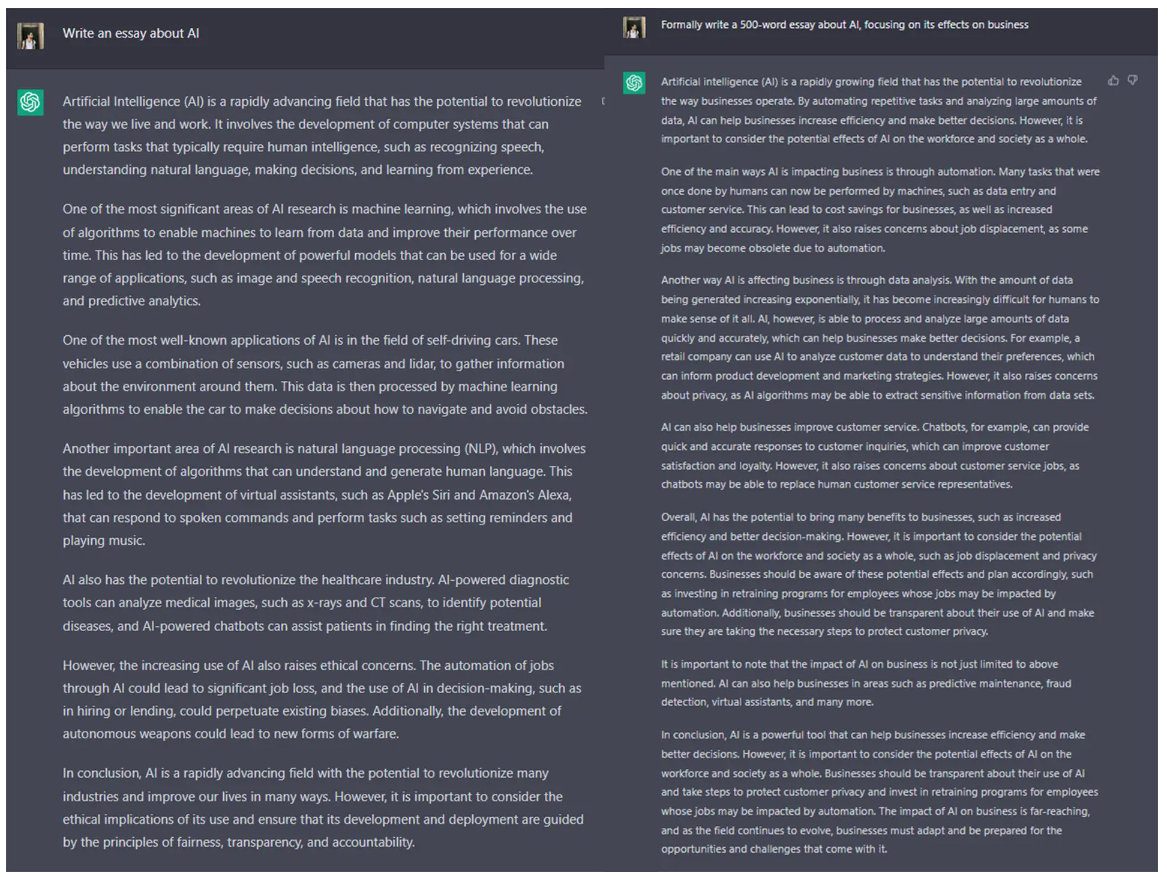 Write an essay about AI
Artificial Intelligence (AI) is a rapidly advancing field that has the potential to revolutionize
the way we live and work. It involves the development of computer systems that can
perform tasks that typically require human intelligence, such as recognizing speech,
understanding natural language, making decisions, and learning from experience.
One of the most significant areas of AI research is machine learning, which involves the use
of algorithms to enable machines to learn from data and improve their performance over
time. This has led to the development of powerful models that can be used for a wide
range of applications, such as image and speech recognition, natural language processing,
and predictive analytics.
One of the most well-known applications of AI is in the field of self-driving cars. These
vehicles use a combination of sensors, such as cameras and lidar, to gather information
about the environment around them. This data is then processed by machine learning
algorithms to enable the car to make decisions about how to navigate and avoid obstacles.
Another important area of AI research is natural language processing (NLP), which involves
the development of algorithms that can understand and generate human language. This
has led to the development of virtual assistants, such as Apple's Siri and Amazon's Alexa,
that can respond to spoken commands and perform tasks such as setting reminders and
playing music.
AI also has the potential to revolutionize the healthcare industry. AI-powered diagnostic
tools can analyze medical images, such as x-rays and CT scans, to identify potential
diseases, and AI-powered chatbots can assist patients in finding the right treatment.
However, the increasing use of AI also raises ethical concerns. The automation of jobs
through AI could lead to significant job loss, and the use of AI in decision-making, such as
in hiring or lending, could perpetuate existing biases. Additionally, the development of
autonomous weapons could lead to new forms of warfare.
In conclusion, AI is a rapidly advancing field with the potential to revolutionize many
industries and improve our lives in many ways. However, it is important to consider the
ethical implications of its use and ensure that its development and deployment are guided
by the principles of fairness, transparency, and accountability.
Formally write a 500-word essay about AI, focusing on its effects on business
Artificial intelligence (AI) is a rapidly growing field that has the potential to revolutionize
the way businesses operate. By automating repetitive tasks and analyzing large amounts of
data, AI can help businesses increase efficiency and make better decisions. However, it is
important to consider the potential effects of AI on the workforce and society as a whole.
One of the main ways AI is impacting business is through automation. Many tasks that were
once done by humans can now be performed by machines, such as data entry and
customer service. This can lead to cost savings for businesses, as well as increased
efficiency and accuracy. However, it also raises concerns about job displacement, as some
jobs may become obsolete due to automation.
Another way AI is affecting business is through data analysis. With the amount of data
being generated increasing exponentially, it has become increasingly difficult for humans to
make sense of it all. AI, however, is able to process and analyze large amounts of data
quickly and accurately, which can help businesses make better decisions. For example, a
retail company can use AI to analyze customer data to understand their preferences, which
can inform product development and marketing strategies. However, it also raises concerns
about privacy, as AI algorithms may be able to extract sensitive information from data sets.
AI can also help businesses improve customer service. Chatbots, for example, can provide
quick and accurate responses to customer inquiries, which can improve customer
satisfaction and loyalty. However, it also raises concerns about customer service jobs, as
chatbots may be able to replace human customer service representatives.
Overall, AI has the potential to bring many benefits to businesses, such as increased
efficiency and better decision-making. However, it is important to consider the potential
effects of AI on the workforce and society as a whole, such as job displacement and privacy
concerns. Businesses should be aware of these potential effects and plan accordingly, such
as investing in retraining programs for employees whose jobs may be impacted by
automation. Additionally, businesses should be transparent about their use of AI and make
sure they are taking the necessary steps to protect customer privacy.
It is important to note that the impact of AI on business is not just limited to above
mentioned. AI can also help businesses in areas such as predictive maintenance, fraud
detection, virtual assistants, and many more.
In conclusion, AI is a powerful tool that can help businesses increase efficiency and make
better decisions. However, it is important to consider the potential effects of AI on the
workforce and society as a whole. Businesses should be transparent about their use of AI
and take steps to protect customer privacy and invest in retraining programs for employees
whose jobs may be impacted by automation. The impact of AI on business is far-reaching,
and as the field continues to evolve, businesses must adapt and be prepared for the
opportunities and challenges that come with it.